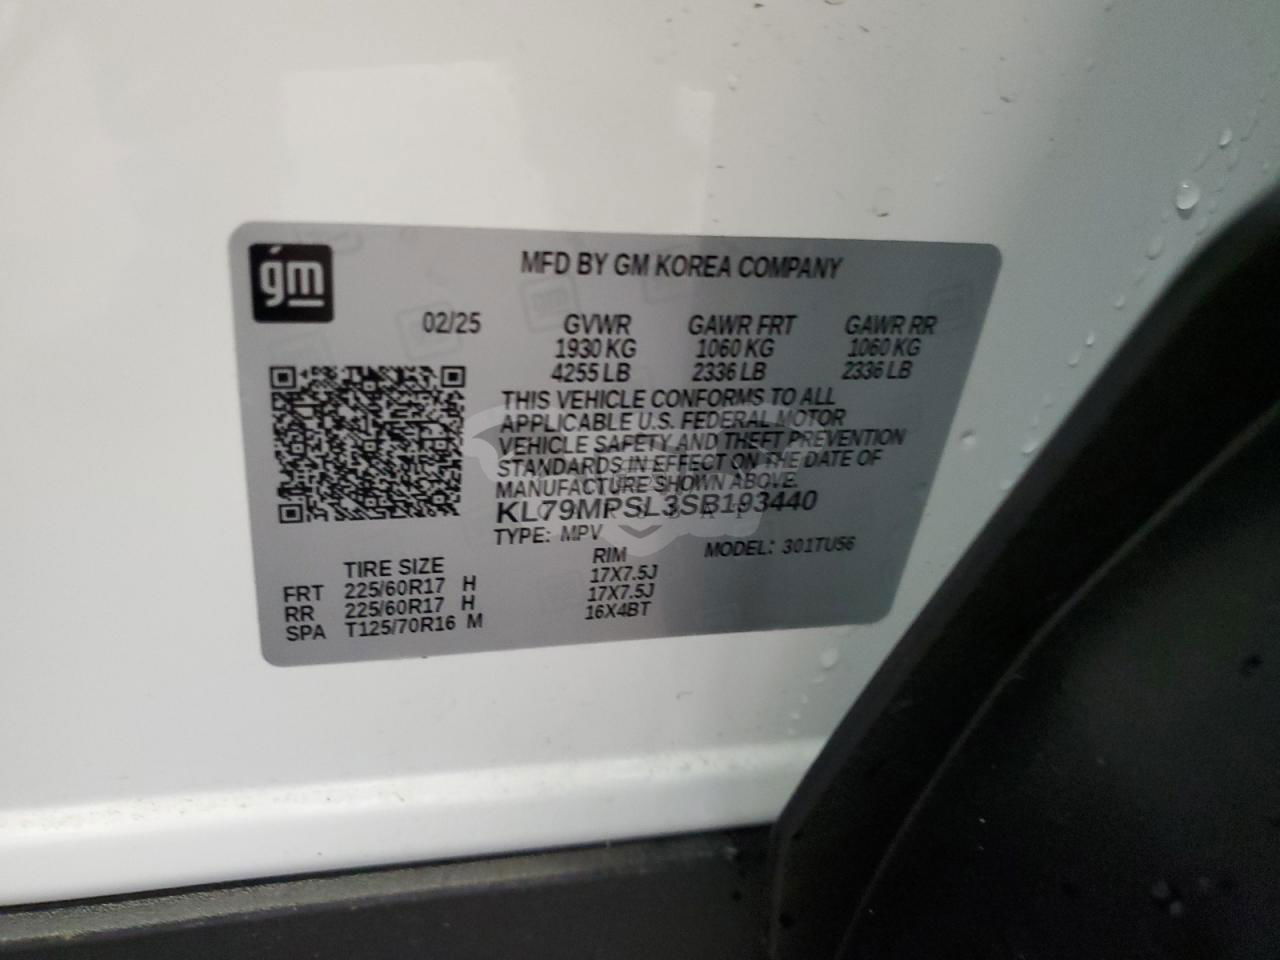 gm
MFD BY GM KOREA COMPANY
02/25 GVWR GAWR FRT GAWR RR
1930 KG 1060 KG 1060 KG
4255 LB 2336 LB 2336 LB
THIS VEHICLE CONFORMS TO ALL
APPLICABLE U.S. FEDERAL MOTOR
VEHICLE SAFETY AND THEFT PREVENTION
STANDARDS IN EFFECT ON THE DATE OF
MANUFACTURE SHOWN ABOVE.
KL79MPSL3SB193440
TYPE: MPV MODEL: 301TU56
TIRE SIZE RIM
FRT 225/60R17 H 17X7.5J
RR 225/60R17 H 17X7.5J
SPA T125/70R16 M 16X4BT